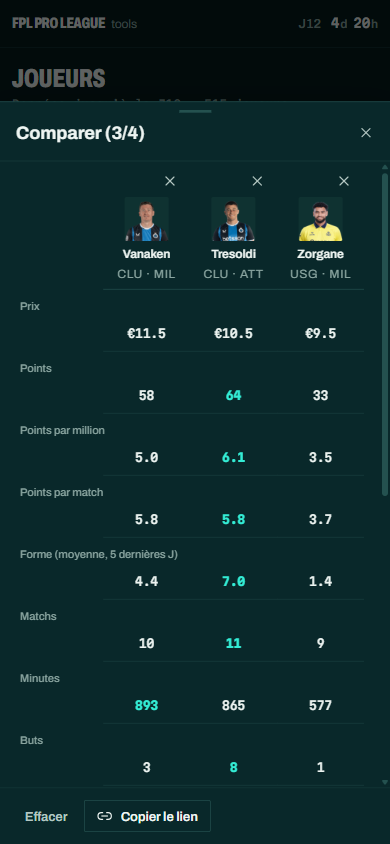 FPL PRO LEAGUE tools J12 4d 20h
JOUEURS
Comparer (3/4)
Vanaken Tresoldi Zorgane
CLU · MIL CLU · ATT USG · MIL
Prix
€11.5 €10.5 €9.5
Points
58 64 33
Points par million
5.0 6.1 3.5
Points par match
5.8 5.8 3.7
Forme (moyenne, 5 dernières J)
4.4 7.0 1.4
Matchs
10 11 9
Minutes
893 865 577
Buts
3 8 1
Effacer Copier le lien